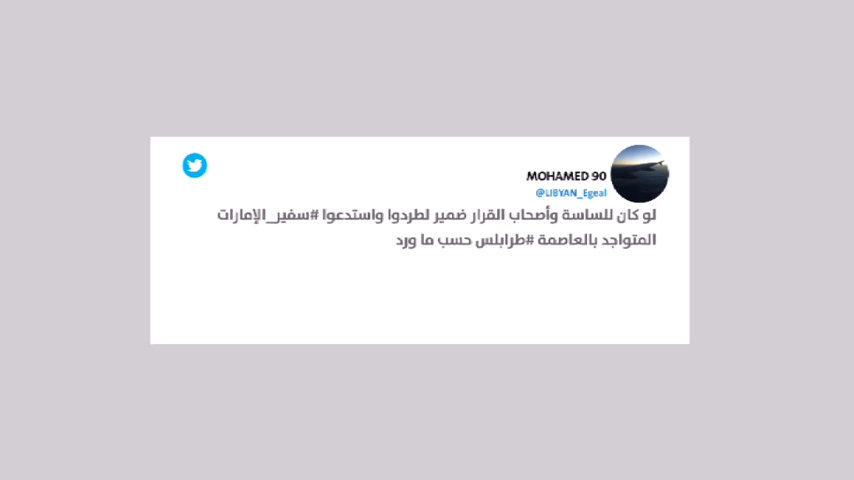 MOHAMED 90
@LIBYAN_Egeal
لو كان للساسة وأصحاب القرار ضمير لطردوا واستدعوا #سفير_الإمارات
المتواجد بالعاصمة #طرابلس حسب ما ورد